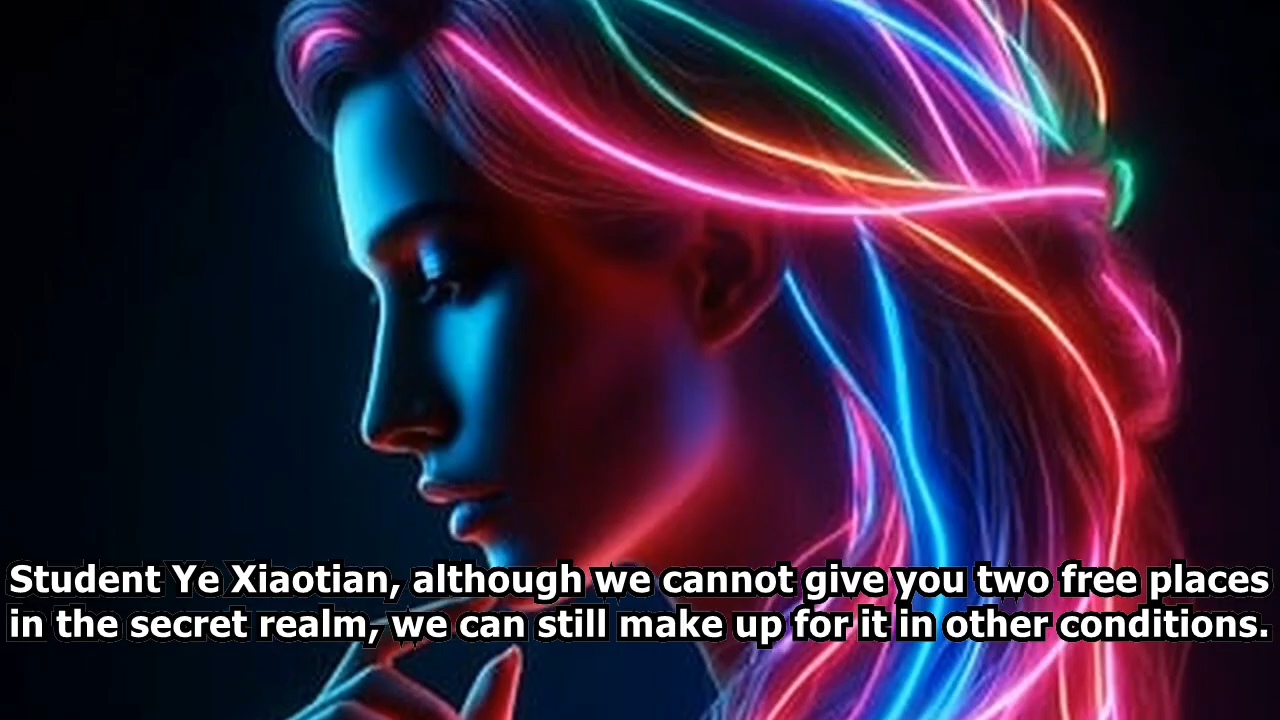 Student Ye Xiaotian, although we cannot give you two free places
in the secret realm, we can still make up for it in other conditions.